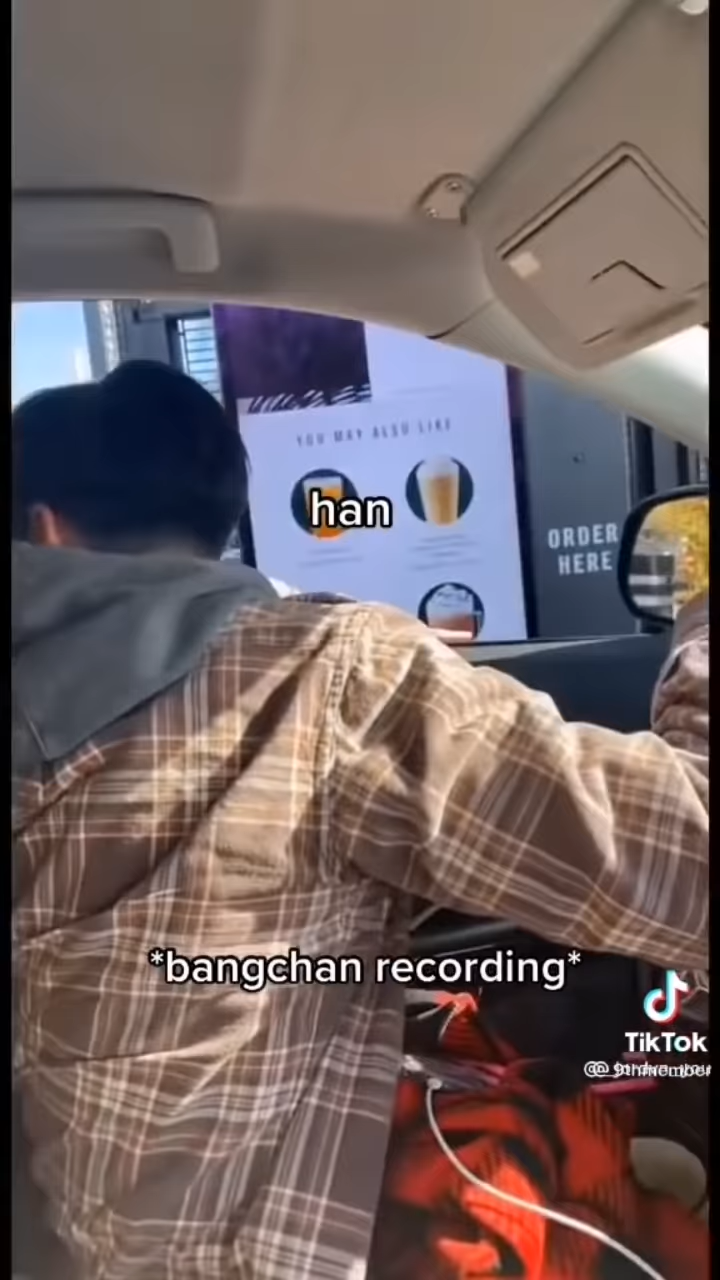 YOU MAY ALSO LIKE
han
ORDER
HERE
*bangchan recording*
TikTok